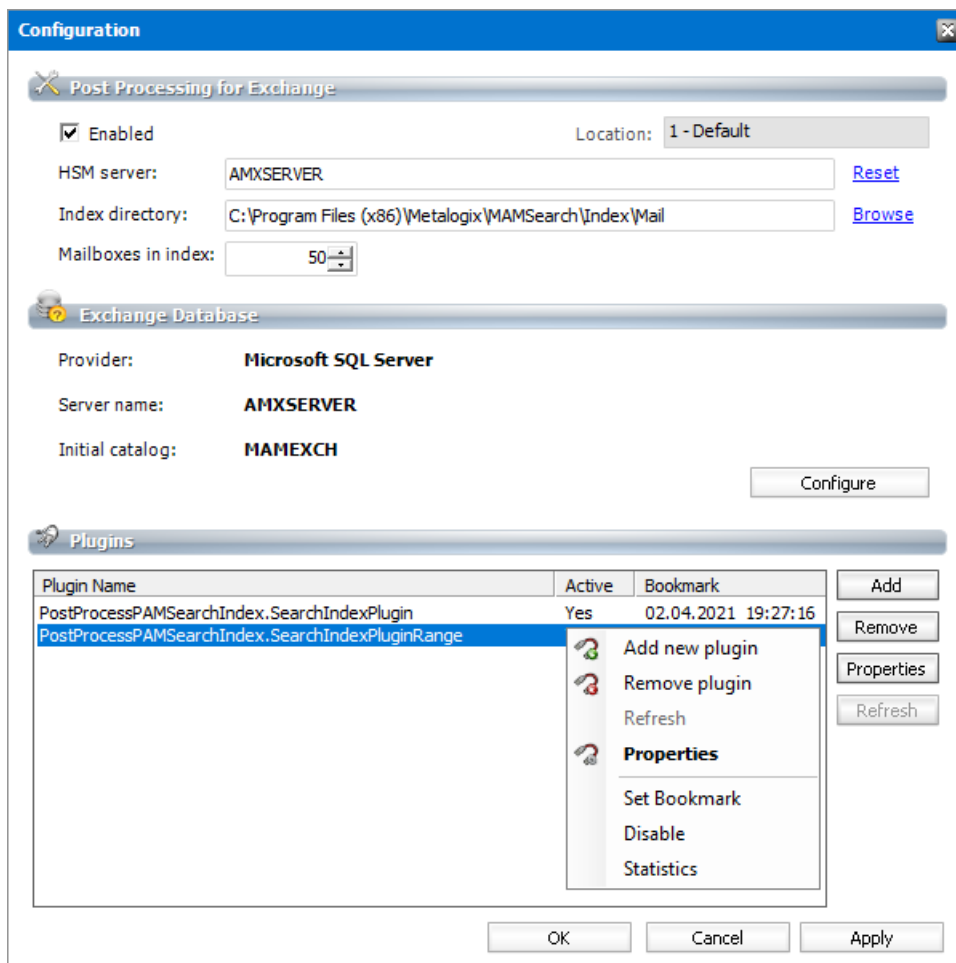 Configuration
Post Processing for Exchange
Enabled Location: 1 - Default
HSM server: AMXSERVER Reset
Index directory: C:\Program Files (x86)\Metalogix\MAMSearch\Index\Mail Browse
Mailboxes in index: 50
Exchange Database
Provider: Microsoft SQL Server
Server name: AMXSERVER
Initial catalog: MAMEXCH
Configure
Plugins
Plugin Name Active Bookmark Add
PostProcessPAMSearchIndex.SearchIndexPlugin Yes 02.04.2021 19:27:16
PostProcessPAMSearchIndex.SearchIndexPluginRange Remove
Add new plugin
Remove plugin Properties
Refresh Refresh
Properties
Set Bookmark
Disable
Statistics
OK Cancel Apply